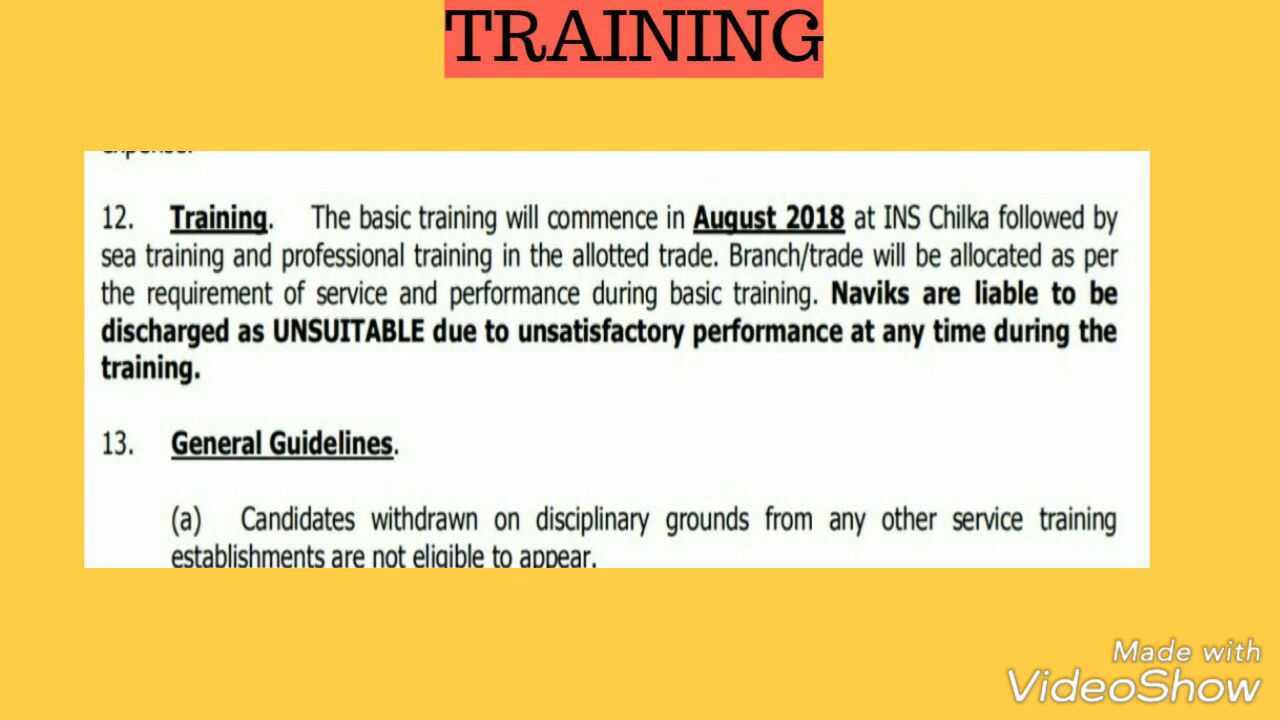 TRAINING
12. Training. The basic training will commence in August 2018 at INS Chilka followed by
sea training and professional training in the allotted trade. Branch/trade will be allocated as per
the requirement of service and performance during basic training. Naviks are liable to be
discharged as UNSUITABLE due to unsatisfactory performance at any time during the
training.
13. General Guidelines.
(a) Candidates withdrawn on disciplinary grounds from any other service training
establishments are not eligible to appear.
Made with
VideoShow